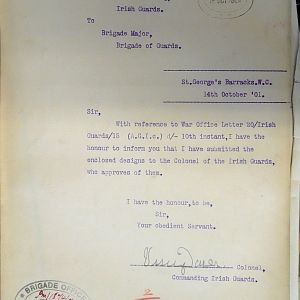 Irish Guards.
To
Brigade Major,
Brigade of Guards.
St.George's Barracks.W.C.
14th October '01.
Sir,
With reference to War Office Letter 20/Irish
Guards/15 (A.G.(c.) d/- 10th instant,I have the
honour to inform you that I have submitted the
enclosed designs to the Colonel of the Irish Guards,
who approves of them.
I have the honour,to be,
Sir,
Your obedient Servant.
Colonel,
Commanding Irish Guards.
BRIGADE OFFICE